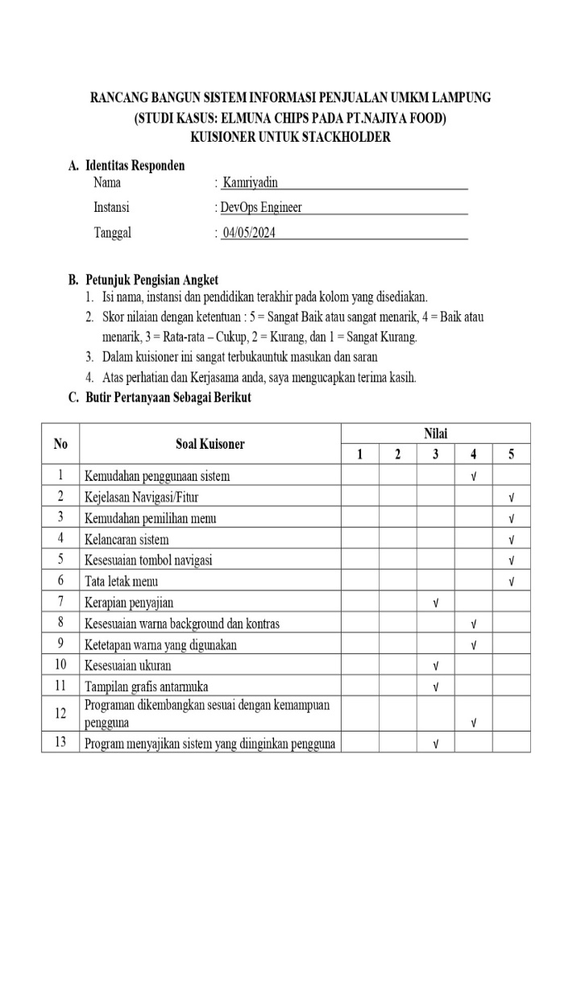 RANCANG BANGUN SISTEM INFORMASI PENJUALAN UMKM LAMPUNG
(STUDI KASUS: ELMUNA CHIPS PADA PT.NAJIYA FOOD)
KUISIONER UNTUK STACKHOLDER
A. Identitas Responden
Nama : Kamriyadin
Instansi : DevOps Engineer
Tanggal : 04/05/2024
B. Petunjuk Pengisian Angket
1. Isi nama, instansi dan pendidikan terakhir pada kolom yang disediakan.
2. Skor nilaian dengan ketentuan : 5 = Sangat Baik atau sangat menarik, 4 = Baik atau
menarik, 3 = Rata-rata – Cukup, 2 = Kurang, dan 1 = Sangat Kurang.
3. Dalam kuisioner ini sangat terbukauntuk masukan dan saran
4. Atas perhatian dan Kerjasama anda, saya mengucapkan terima kasih.
C. Butir Pertanyaan Sebagai Berikut
No Soal Kuisoner Nilai
1 2 3 4 5
1 Kemudahan penggunaan sistem √
2 Kejelasan Navigasi/Fitur √
3 Kemudahan pemilihan menu √
4 Kelancaran sistem √
5 Kesesuaian tombol navigasi √
6 Tata letak menu √
7 Kerapian penyajian √
8 Kesesuaian warna background dan kontras √
9 Ketetapan warna yang digunakan √
10 Kesesuaian ukuran √
11 Tampilan grafis antarmuka √
12 Programan dikembangkan sesuai dengan kemampuan
pengguna √
13 Program menyajikan sistem yang diinginkan pengguna √